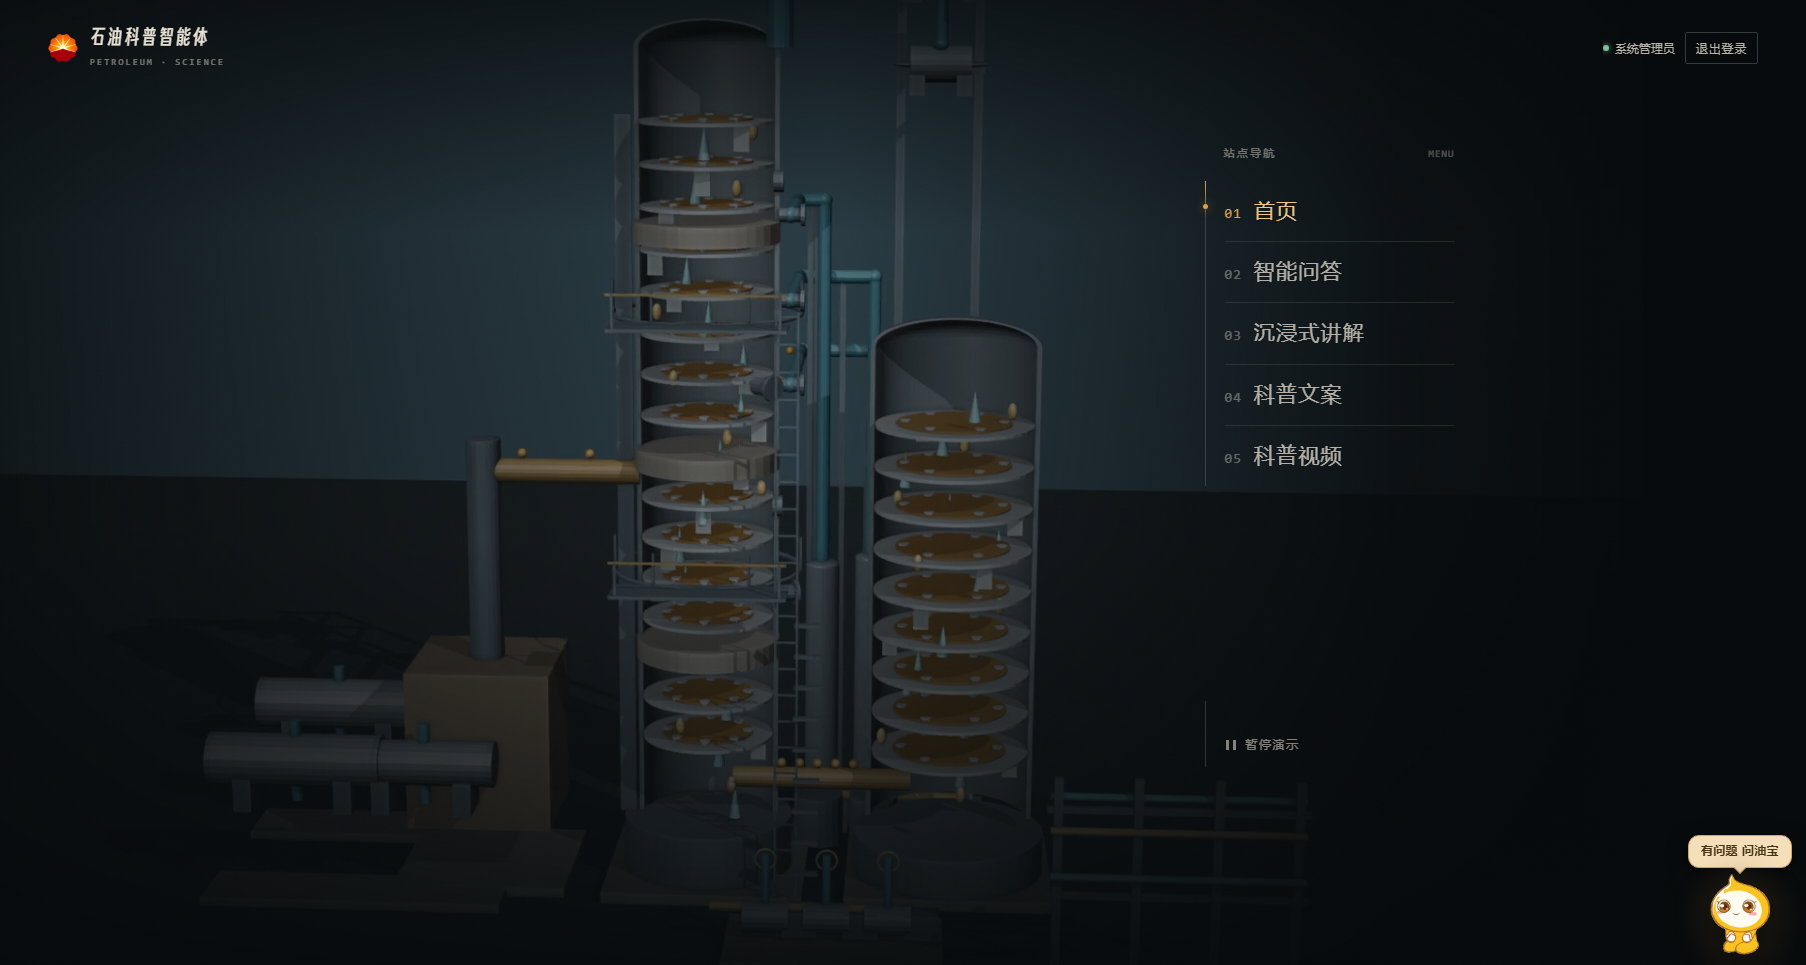 石油科普智能体
PETROLEUM · SCIENCE
系统管理员
退出登录
站点导航
MENU
01 首页
02 智能问答
03 沉浸式讲解
04 科普文案
05 科普视频
暂停演示
有问题 问油宝